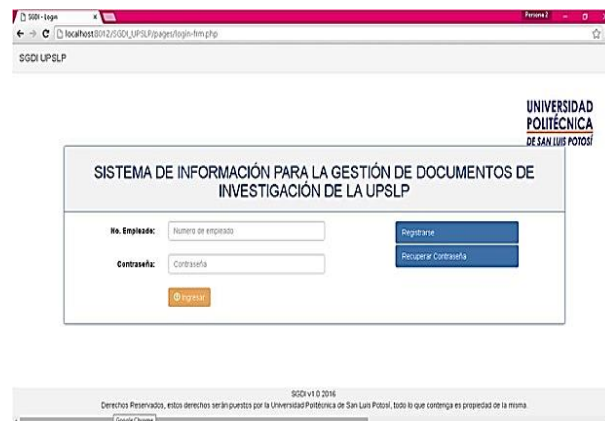 SGDI - Login
Persona 2
localhost:8012/SGDI_UPSLP/pages/login-frm.php
SGDI UPSLP
UNIVERSIDAD
POLITÉCNICA
DE SAN LUIS POTOSÍ
SISTEMA DE INFORMACIÓN PARA LA GESTIÓN DE DOCUMENTOS DE
INVESTIGACIÓN DE LA UPSLP
No. Empleado:
Numero de empleado
Registrarse
Contraseña:
Contraseña
Recuperar Contraseña
Ingresar
SGDI v1.0 2016
Derechos Reservados, estos derechos serán puestos por la Universidad Politécnica de San Luis Potosí, todo lo que contenga es propiedad de la misma.
Google Chrome